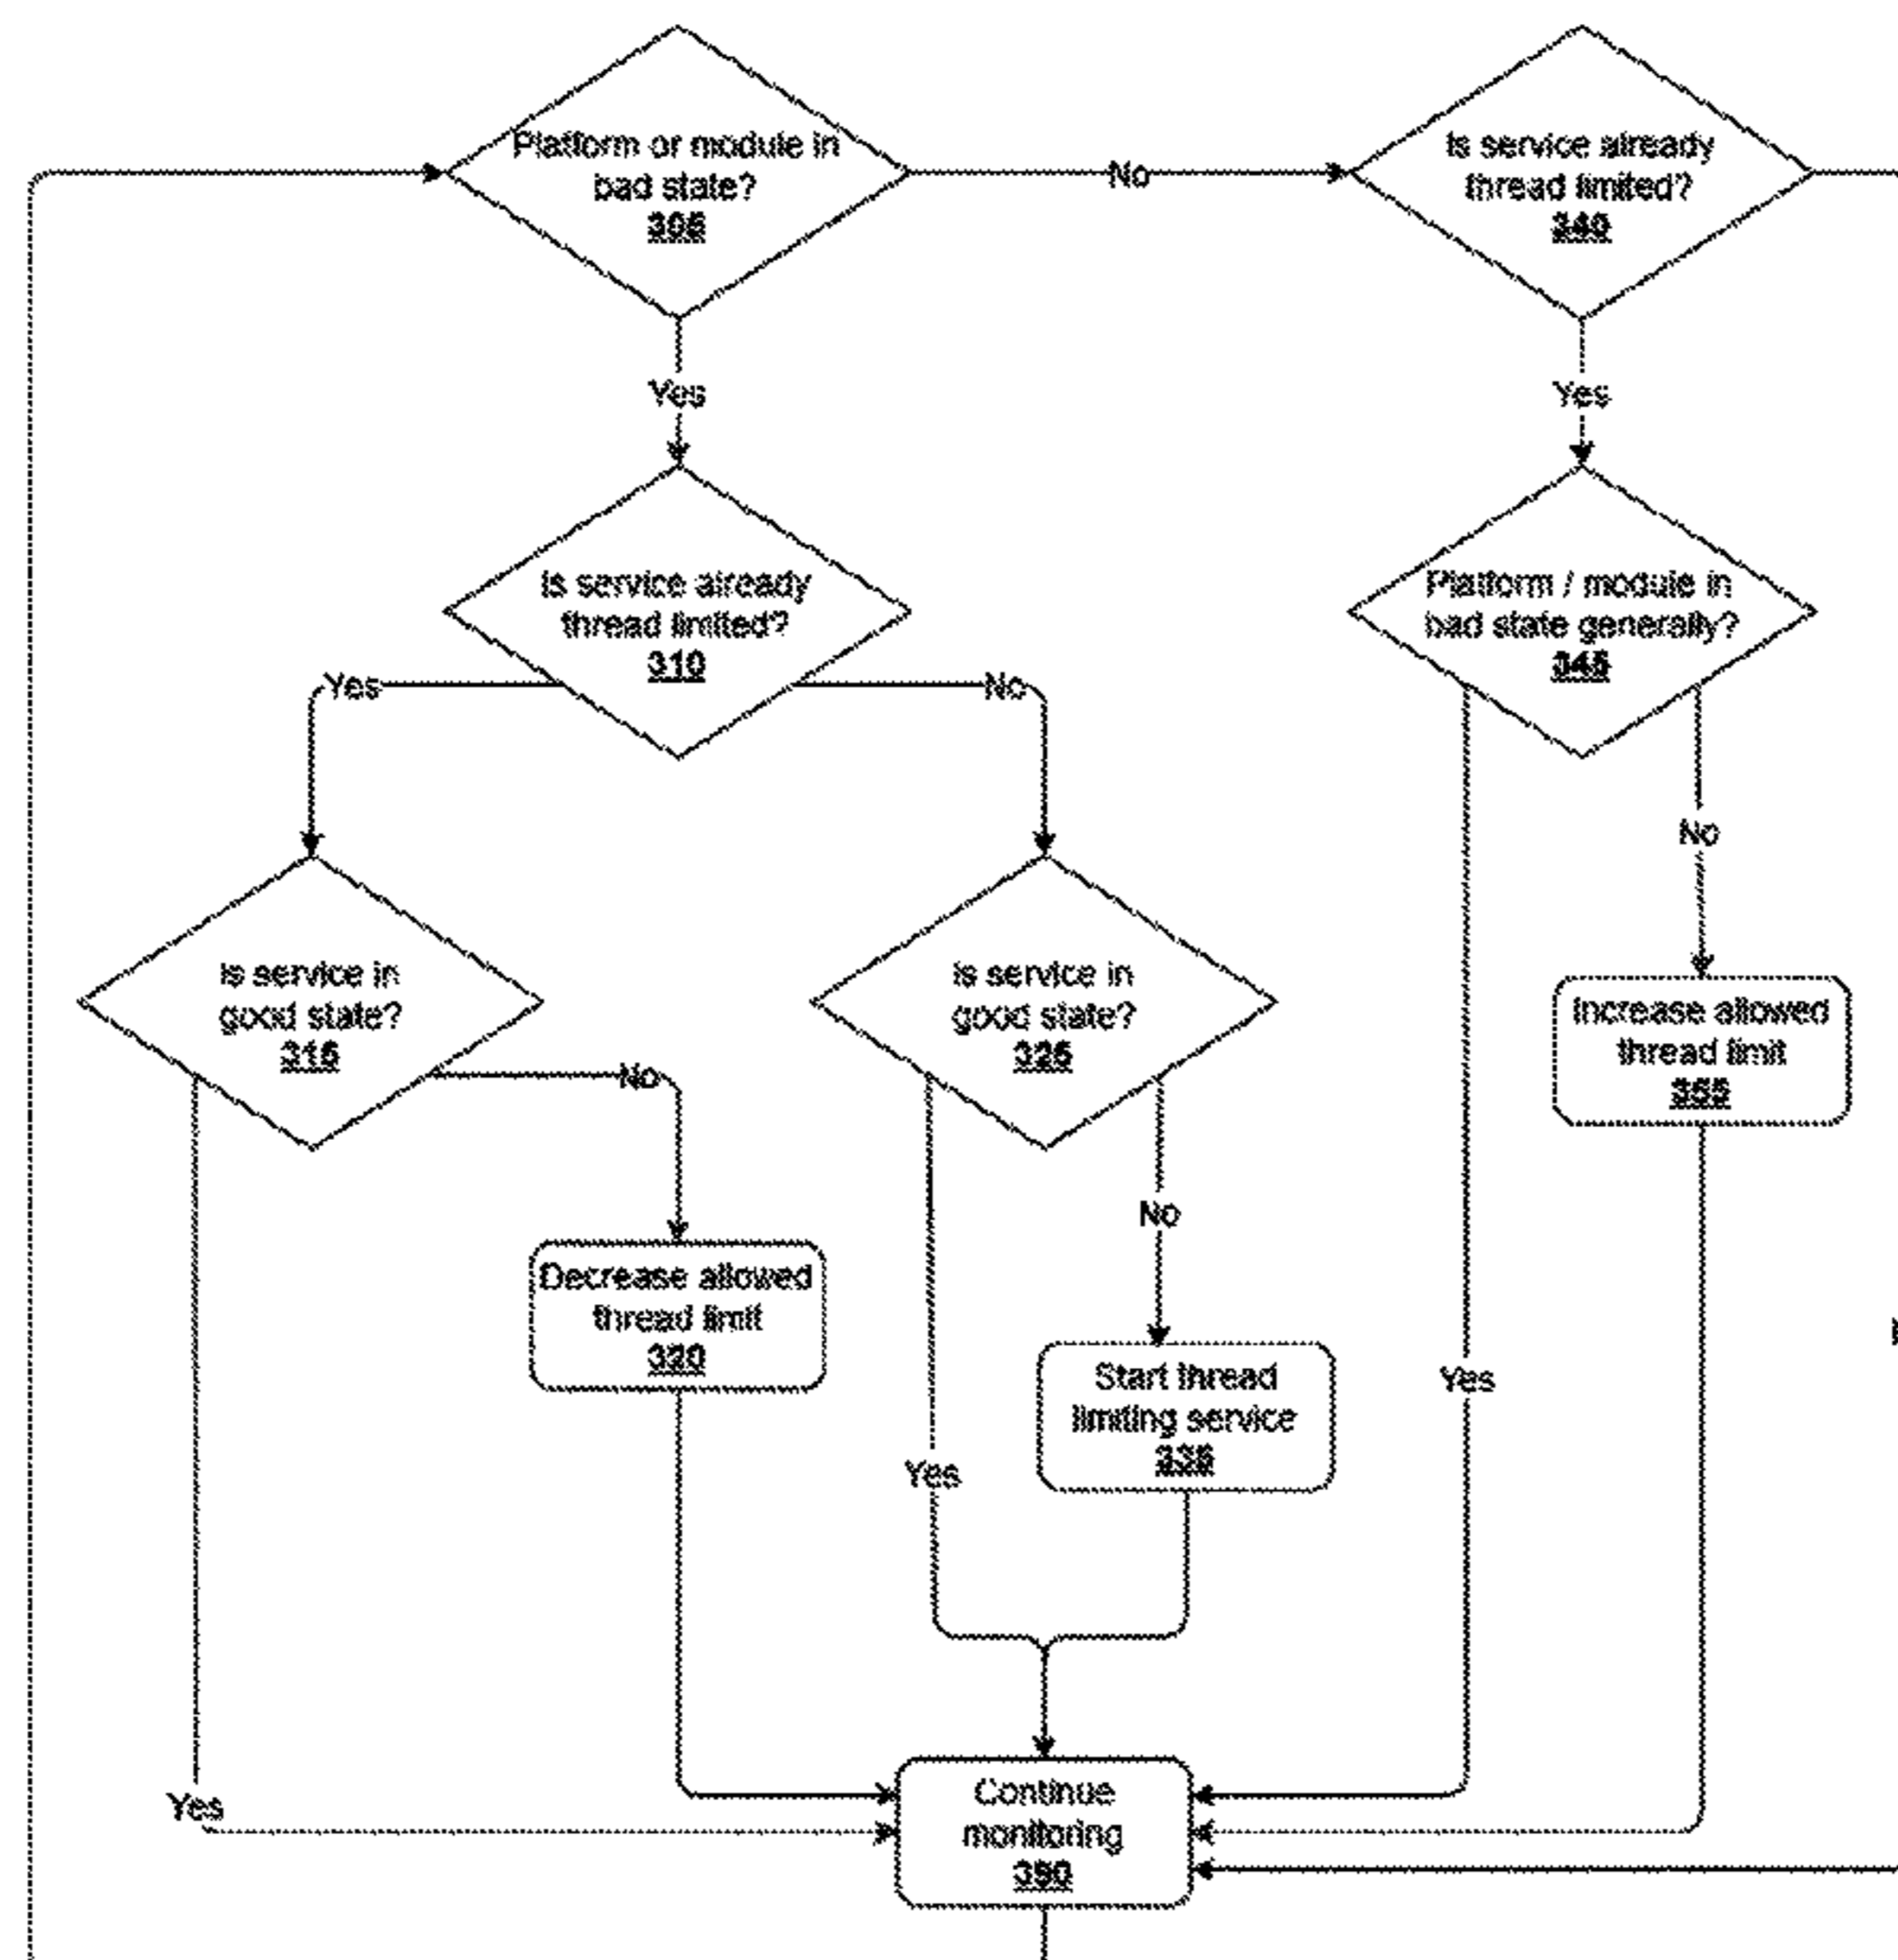 Platform or module in
bad state?
305
No
Is service already
thread limited?
340
Yes
Yes
Is service already
thread limited?
310
Platform / module in
bad state generally?
345
Yes
No
No
Is service in
good state?
315
Is service in
good state?
325
Increase allowed
thread limit
355
No
No
Decrease allowed
thread limit
320
Start thread
limiting service
335
Yes
Yes
Yes
Continue
monitoring
390